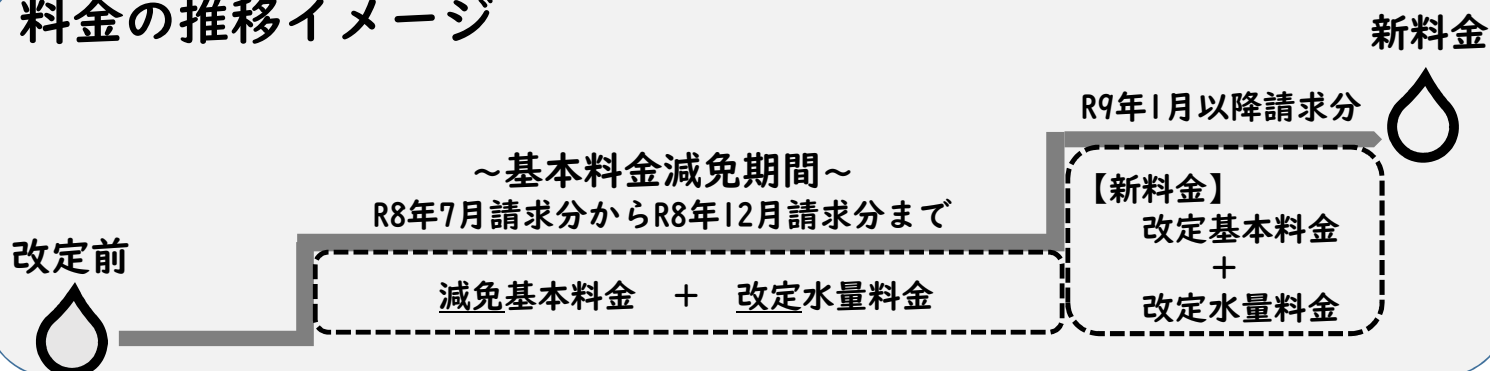 料金の推移イメージ
新料金
R9年1月以降請求分
~基本料金減免期間~
R8年7月請求分からR8年12月請求分まで
【新料金】
改定基本料金
+
改定水量料金
改定前
減免基本料金 + 改定水量料金